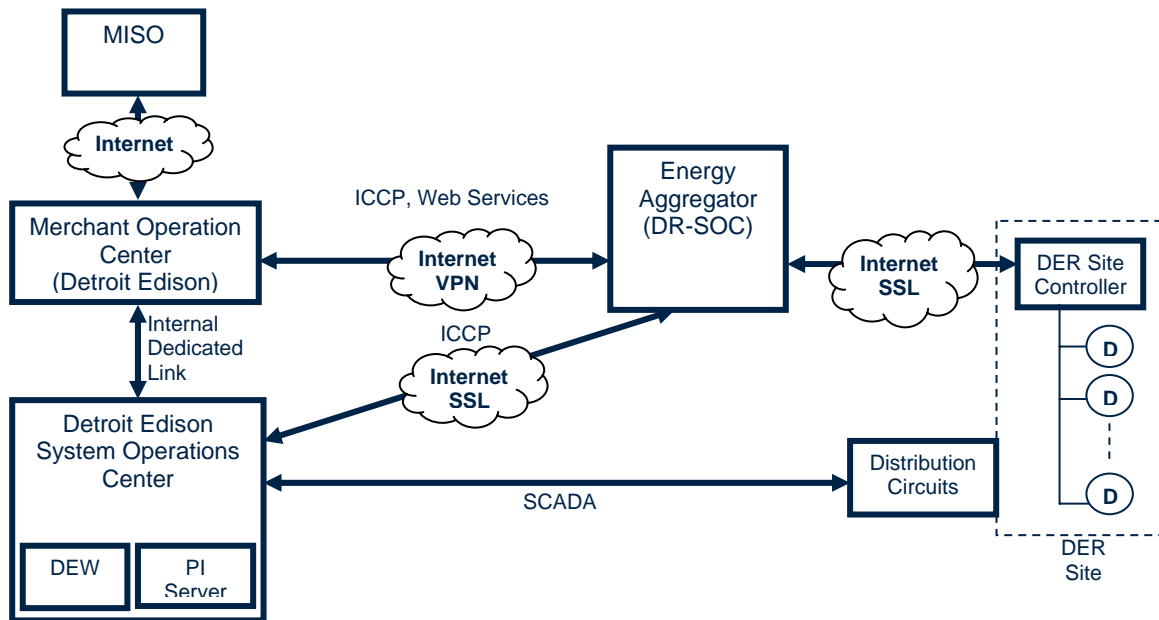 MISO
Internet
Merchant Operation
Center
(Detroit Edison)
ICCP, Web Services
Internet
VPN
Energy
Aggregator
(DR-SOC)
Internet
SSL
DER Site
Controller
D
D
D
DER
Site
Internal
Dedicated
Link
ICCP
Internet
SSL
Detroit Edison
System Operations
Center
DEW
PI
Server
SCADA
Distribution
Circuits